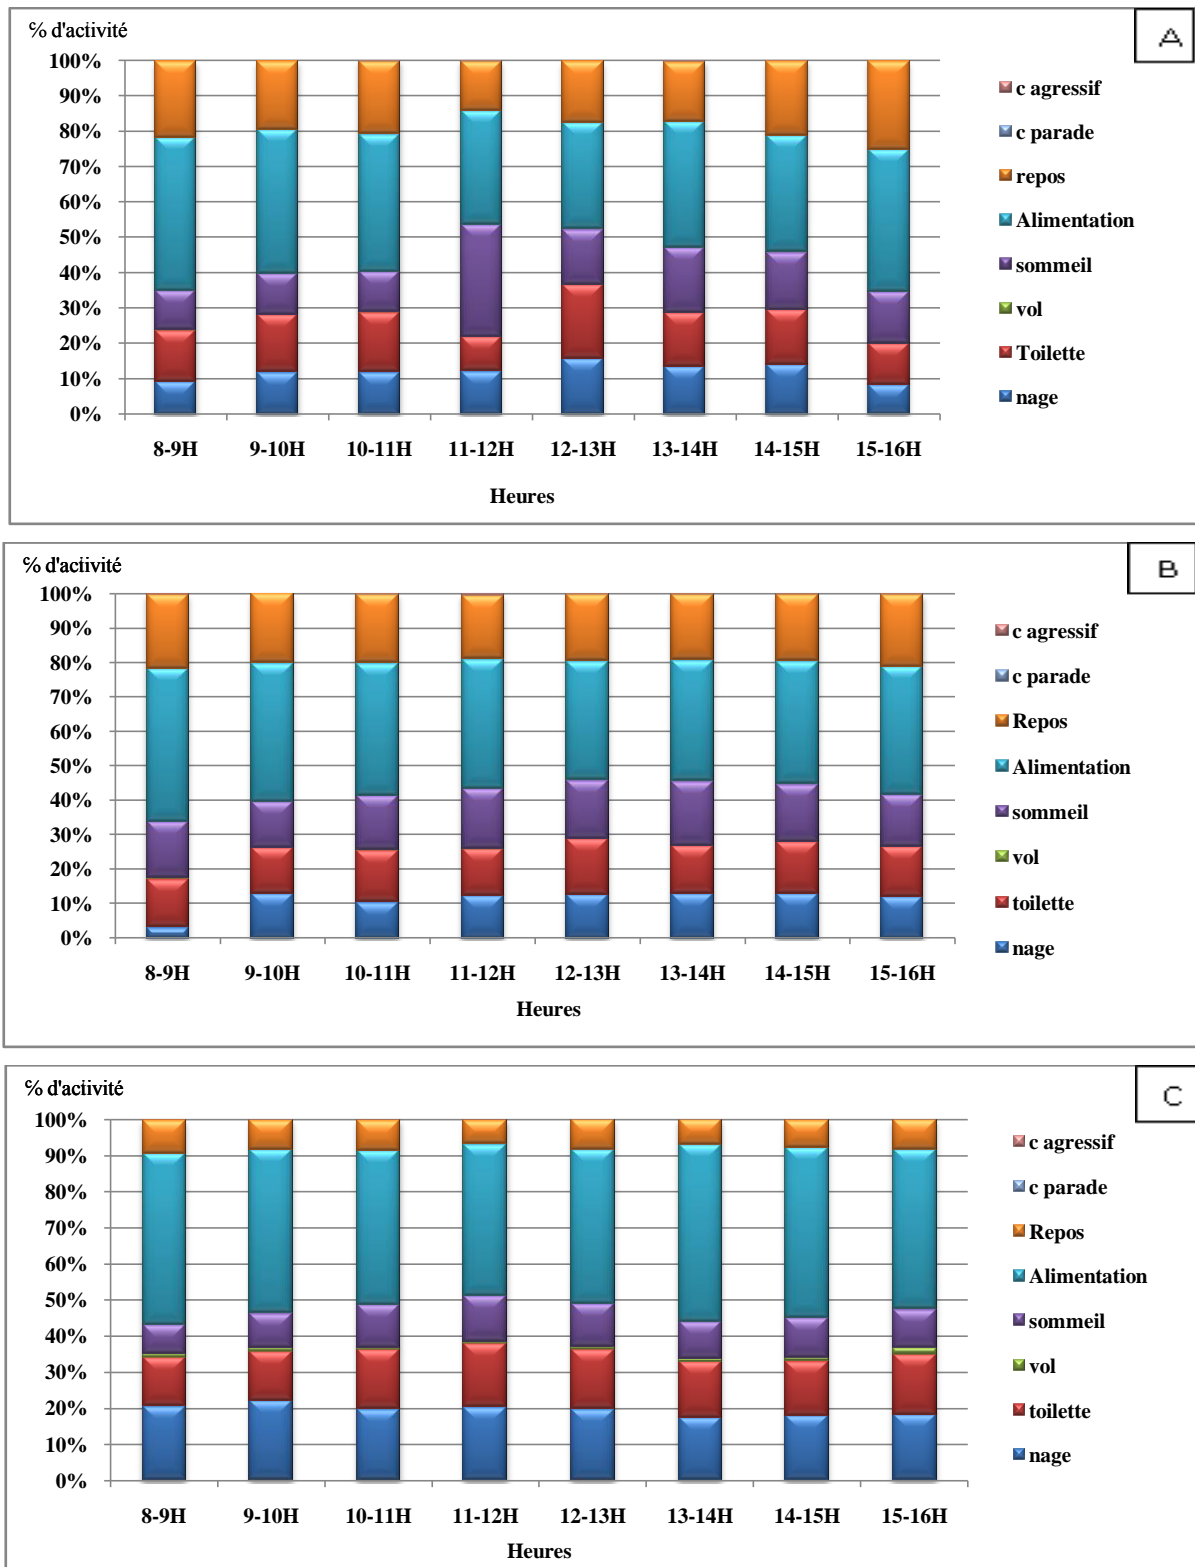 ℅ d'activité
A
100%
90%
80%
70%
60%
50%
40%
30%
20%
10%
0%
8-9H 9-10H 10-11H 11-12H 12-13H 13-14H 14-15H 15-16H
Heures
c agressif
c parade
repos
Alimentation
sommeil
vol
Toilette
nage
℅ d'actiivité
B
100%
90%
80%
70%
60%
50%
40%
30%
20%
10%
0%
8-9H 9-10H 10-11H 11-12H 12-13H 13-14H 14-15H 15-16H
Heures
c agressif
c parade
Repos
Alimentation
sommeil
vol
toilette
nage
℅ d'actiivité
C
100%
90%
80%
70%
60%
50%
40%
30%
20%
10%
0%
8-9H 9-10H 10-11H 11-12H 12-13H 13-14H 14-15H 15-16H
Heures
c agressif
c parade
Repos
Alimentation
sommeil
vol
toilette
nage